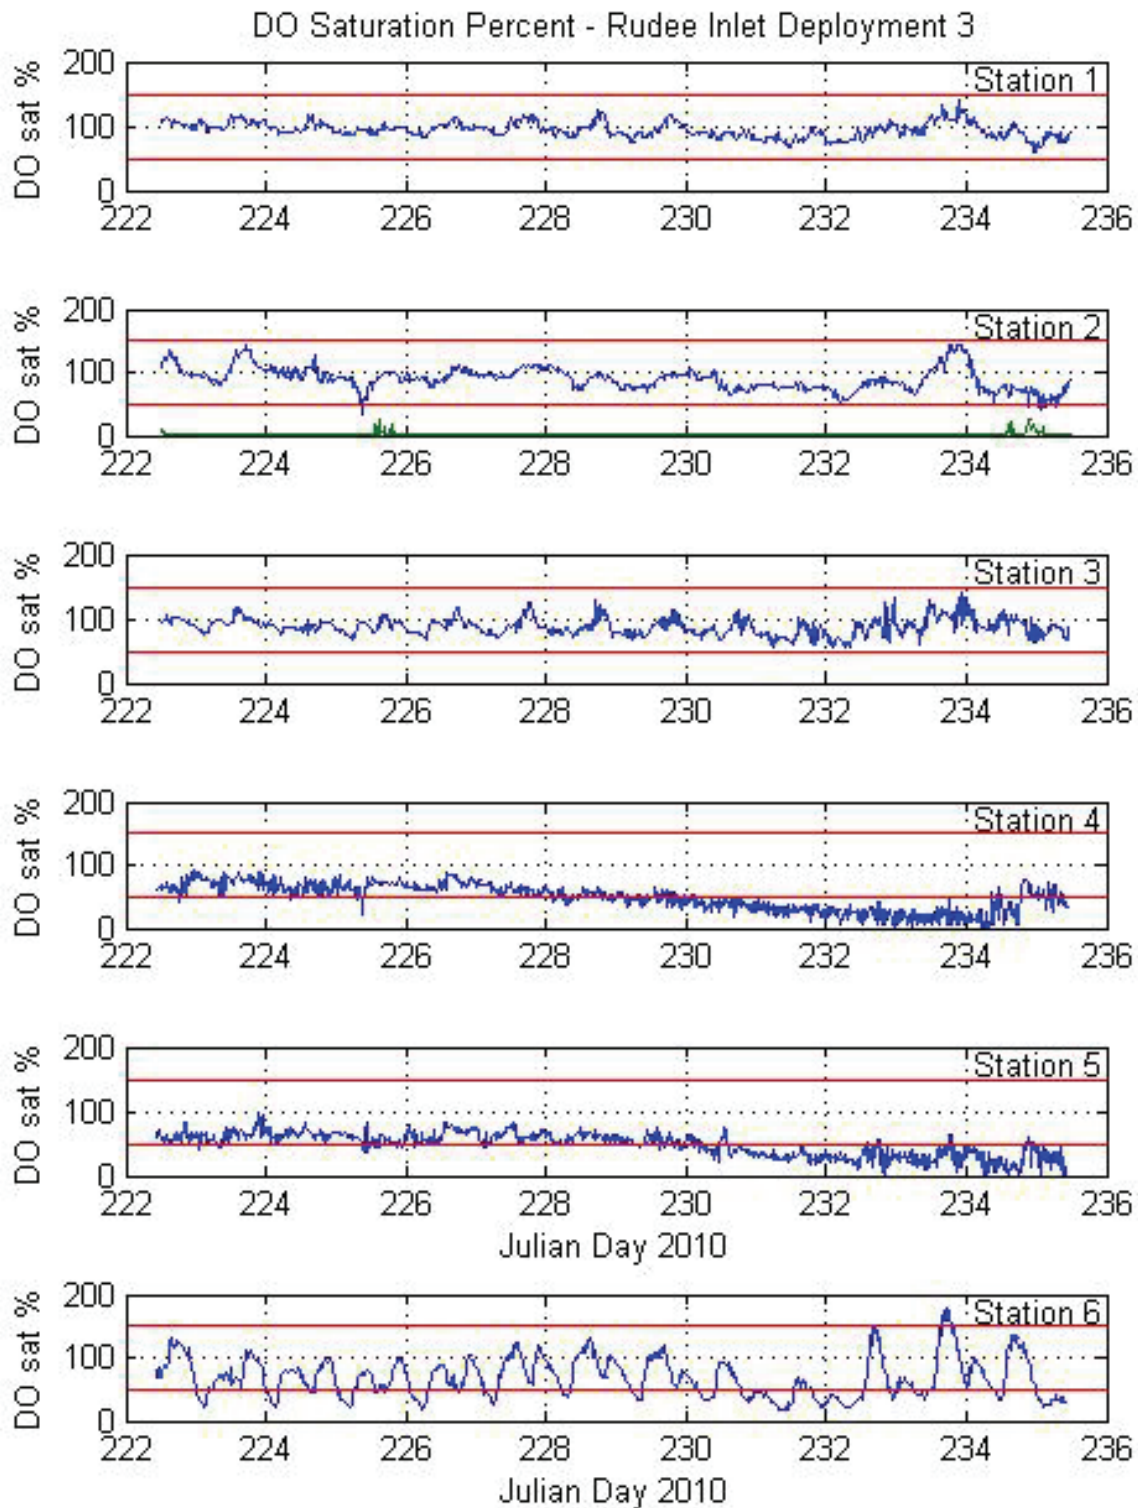 DO Saturation Percent - Rudee Inlet Deployment 3
Station 1
DO sat %
200
100
0
222 224 226 228 230 232 234 236
Station 2
DO sat %
200
100
0
222 224 226 228 230 232 234 236
Station 3
DO sat %
200
100
0
222 224 226 228 230 232 234 236
Station 4
DO sat %
200
100
0
222 224 226 228 230 232 234 236
Station 5
DO sat %
200
100
0
222 224 226 228 230 232 234 236
Julian Day 2010
Station 6
DO sat %
200
100
0
222 224 226 228 230 232 234 236
Julian Day 2010